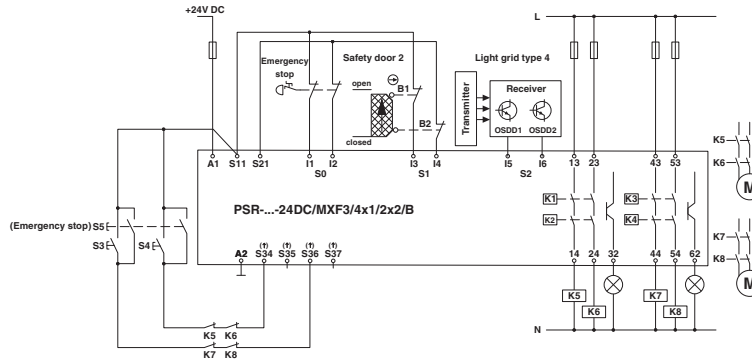 +24V DC
L
Emergency
stop
Safety door 2
Light grid type 4
open
B1
B2
closed
Transmitter
Receiver
OSDD1 OSDD2
K5
K6
M
A1 S11 S21 I1 I2 I3 I4 I5 I6 13 23 43 53
S0 S1 S2
PSR-...-24DC/MXF3/4x1/2x2/B
K1 K3
K2 K4
(Emergency stop) S5
S3 S4
K7
K8
M
(↑) (↑) (↑) (↑)
A2 S34 S35 S36 S37 14 24 32 44 54 62
K5 K7
K6 K8
K5 K6
N
K7 K8